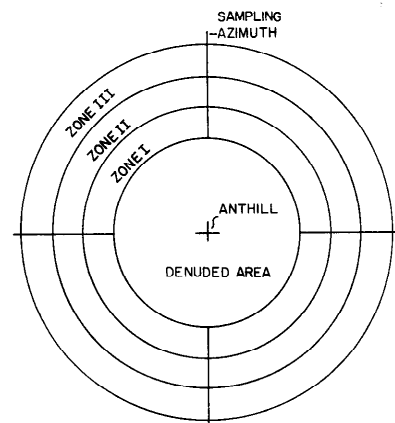 SAMPLING
AZIMUTH
ZONE III
ZONE II
ZONE I
ANTHILL
DENUDED AREA